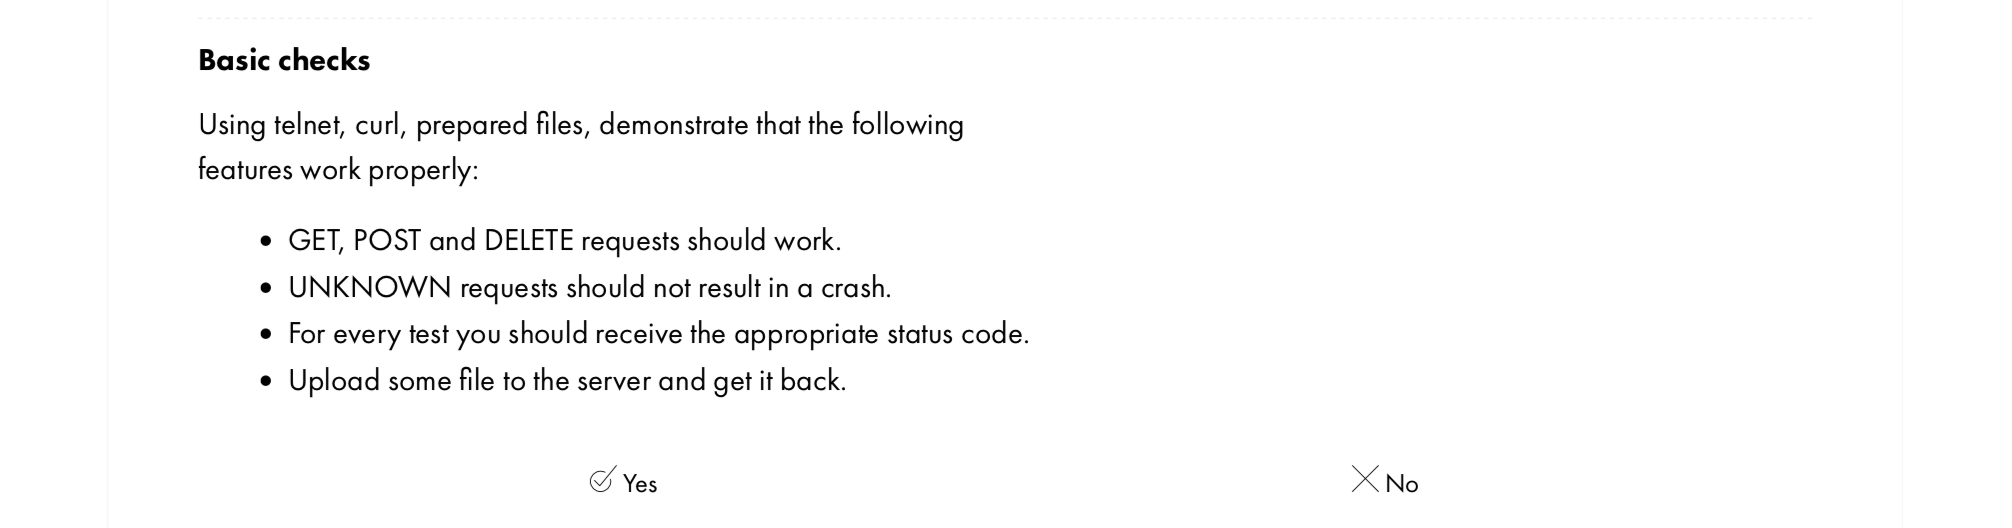 Basic checks
Using telnet, curl, prepared files, demonstrate that the following
features work properly:
• GET, POST and DELETE requests should work.
• UNKNOWN requests should not result in a crash.
• For every test you should receive the appropriate status code.
• Upload some file to the server and get it back.
Yes
No